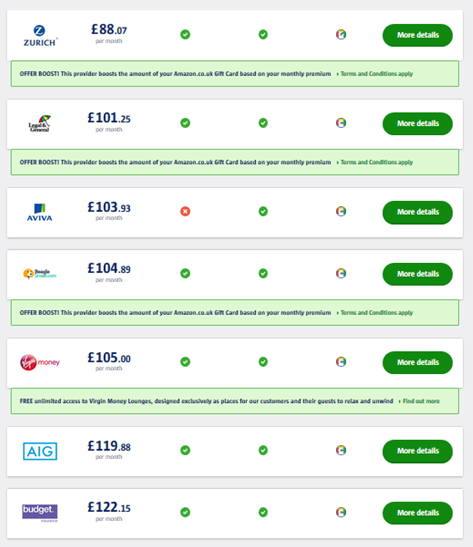 £88.07
per month
ZURICH
More details
OFFER BOOST! This provider boosts the amount of your Amazon.co.uk Gift Card based on your monthly premium › Terms and Conditions apply
£101.25
per month
Legal &
General
More details
OFFER BOOST! This provider boosts the amount of your Amazon.co.uk Gift Card based on your monthly premium › Terms and Conditions apply
£103.93
per month
AVIVA
More details
£104.89
per month
Beagle
Street.com
More details
OFFER BOOST! This provider boosts the amount of your Amazon.co.uk Gift Card based on your monthly premium › Terms and Conditions apply
£105.00
per month
Virgin money
More details
FREE unlimited access to Virgin Money Lounges, designed exclusively as places for our customers and their guests to relax and unwind › Find out more
£119.88
per month
AIG
More details
£122.15
per month
budget.
insurance
More details